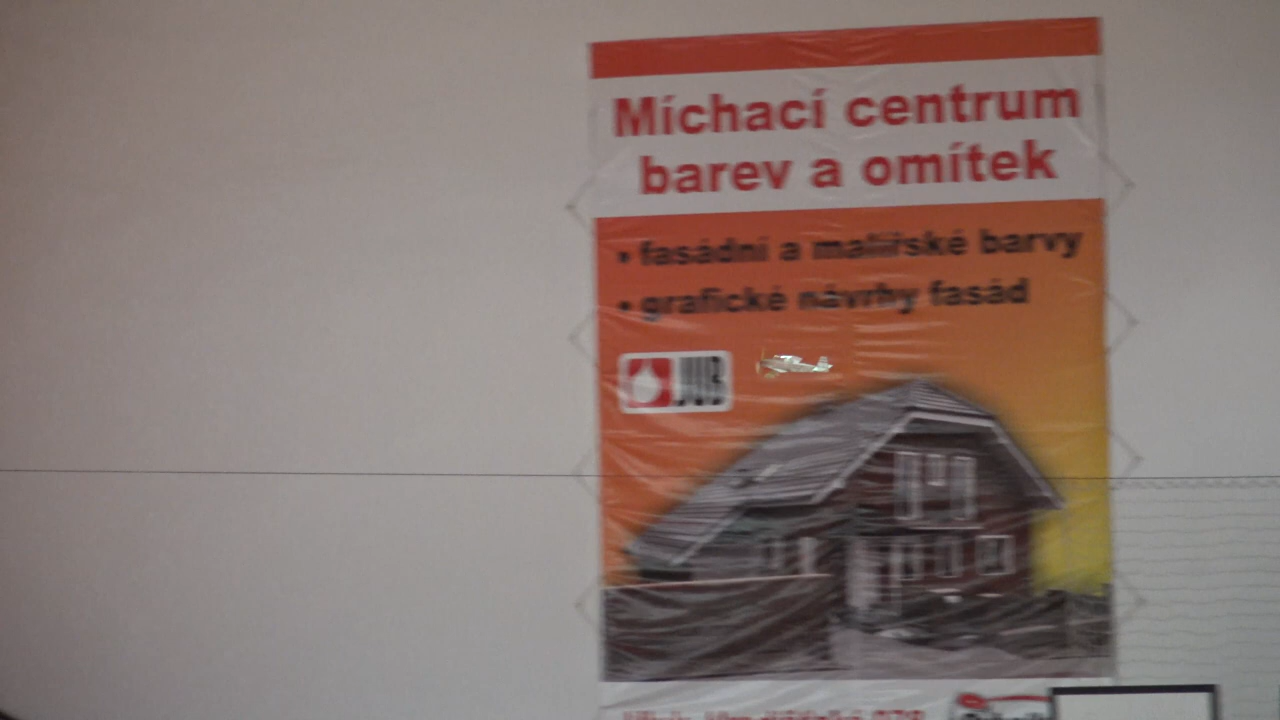 Míchací centrum
barev a omítek
• fasádní a malířské barvy
• grafické návrhy fasád
JUB